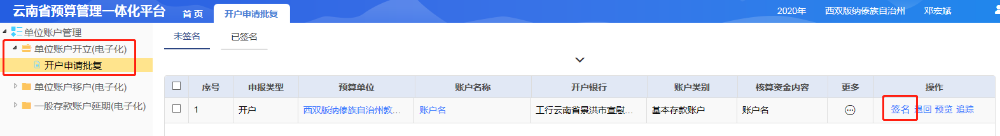 云南省预算管理一体化平台 首 页 开户申请批复 2020年 西双版纳傣族自治州 邓宏斌
单位账户管理
未签名 已签名
单位账户开立(电子化)
开户申请批复
单位账户移户(电子化)
一般存款账户延期(电子化)
序号 申报类型 预算单位 账户名称 开户银行 账户类别 核算资金内容 更多 操作
1 开户 西双版纳傣族自治州教... 账户名 工行云南省景洪市宣慰... 基本存款账户 账户名 签名 退回 预览 追踪